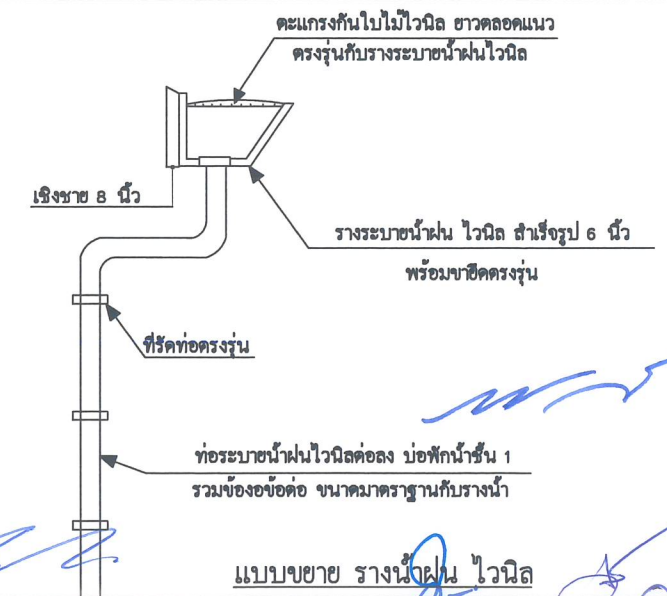 ตะแกรงกันใบไม้ไวนิล ยาวตลอดแนว
ตรงรุ่นกับรางระบายน้ำฝนไวนิล
เชิงชาย 8 นิ้ว
รางระบายน้ำฝน ไวนิล สำเร็จรูป 6 นิ้ว
พร้อมขายึดตรงรุ่น
ที่รัดท่อตรงรุ่น
ท่อระบายน้ำฝนไวนิลต่อลง บ่อพักน้ำชั้น 1
รวมข้องอข้อต่อ ขนาดมาตราฐานกับรางน้ำ
แบบขยาย รางน้ำฝน ไวนิล